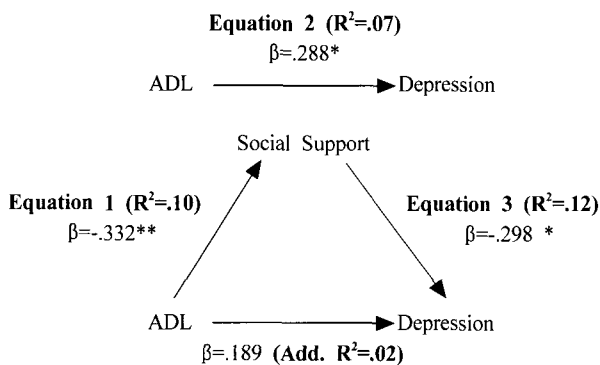 Equation 2 (R²=.07)
β=.288*
ADL Depression
Social Support
Equation 1 (R²=.10)
β=-.332**
Equation 3 (R²=.12)
β=-.298 *
ADL Depression
β=.189 (Add. R²=.02)